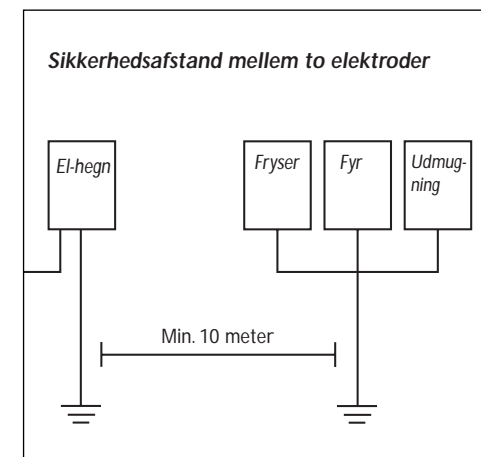 Sikkerhedsafstand mellem to elektroder
El-hegn
Fryser
Fyr
Udmug-
ning
Min. 10 meter